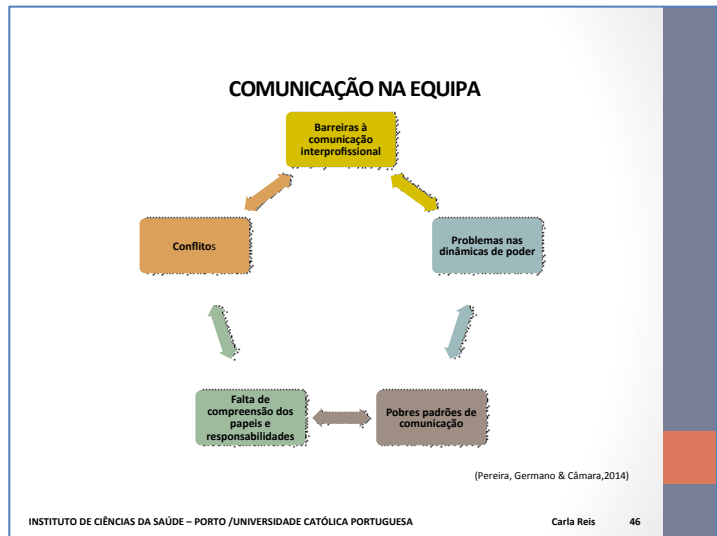 COMUNICAÇÃO NA EQUIPA
Barreiras à
comunicação
interprofissional
Conflitos
Problemas nas
dinâmicas de poder
Falta de
compreensão dos
papeis e
responsabilidades
Pobres padrões de
comunicação
(Pereira, Germano & Câmara,2014)
INSTITUTO DE CIÊNCIAS DA SAÚDE – PORTO /UNIVERSIDADE CATÓLICA PORTUGUESA Carla Reis 46